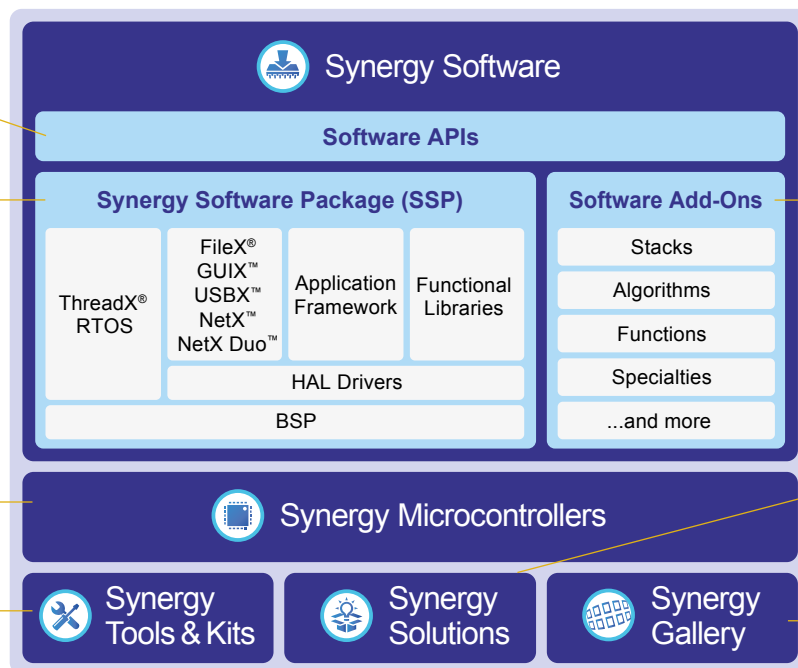 Synergy Software
Software APIs
Synergy Software Package (SSP)
ThreadX®
RTOS
FileX®
GUIX™
USBX™
NetX™
NetX Duo™
Application
Framework
Functional
Libraries
HAL Drivers
BSP
Software Add-Ons
Stacks
Algorithms
Functions
Specialties
...and more
Synergy Microcontrollers
Synergy
Tools & Kits
Synergy
Solutions
Synergy
Gallery